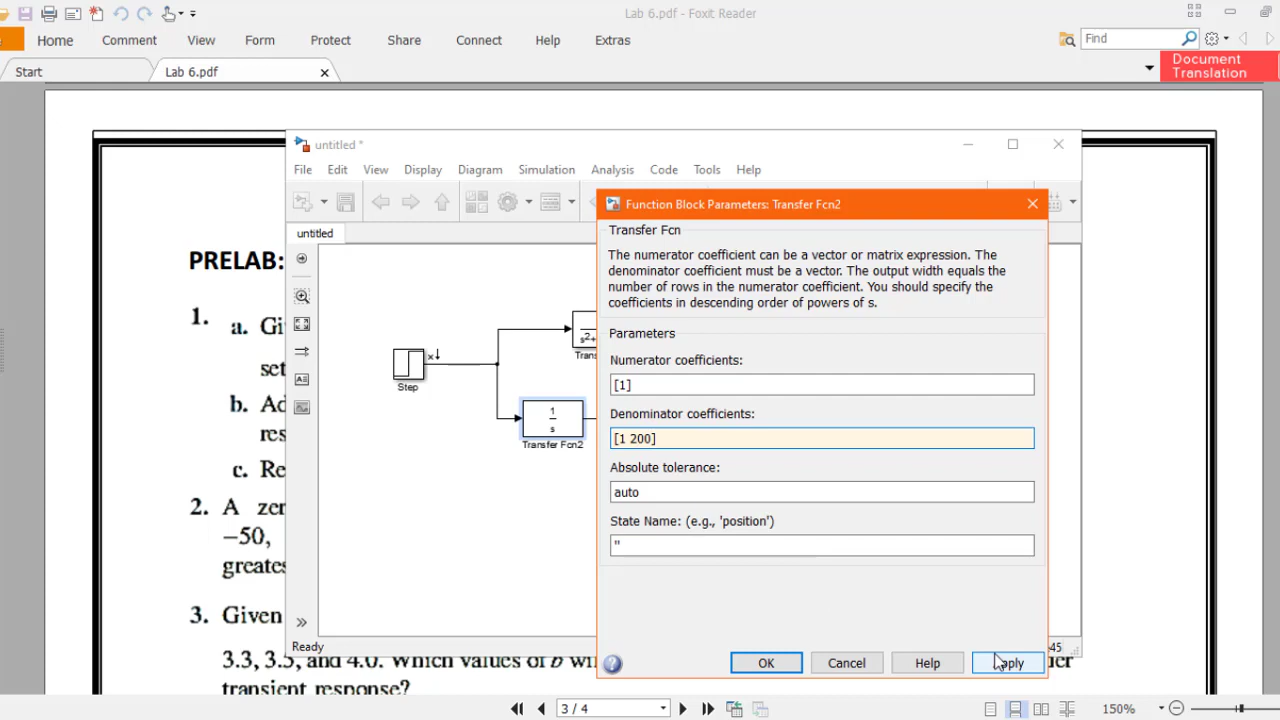 Lab 6.pdf - Foxit Reader
Home Comment View Form Protect Share Connect Help Extras
Find
Start
Lab 6.pdf
Document
Translation
untitled *
File Edit View Display Diagram Simulation Analysis Code Tools Help
untitled
PRELAB:
1. a. Gi
set
b. Ad
res
c. Re
2. A zer
−50,
greates
3. Given
3.3, 3.5, and 4.0. Which values of b wi
der
transient response?
Step
x
s²+
Trans
1
s
Transfer Fcn2
Ready
45
Function Block Parameters: Transfer Fcn2
Transfer Fcn
The numerator coefficient can be a vector or matrix expression. The
denominator coefficient must be a vector. The output width equals the
number of rows in the numerator coefficient. You should specify the
coefficients in descending order of powers of s.
Parameters
Numerator coefficients:
[1]
Denominator coefficients:
[1 200]
Absolute tolerance:
auto
State Name: (e.g., 'position')
''
OK Cancel Help Apply
3 / 4
150%